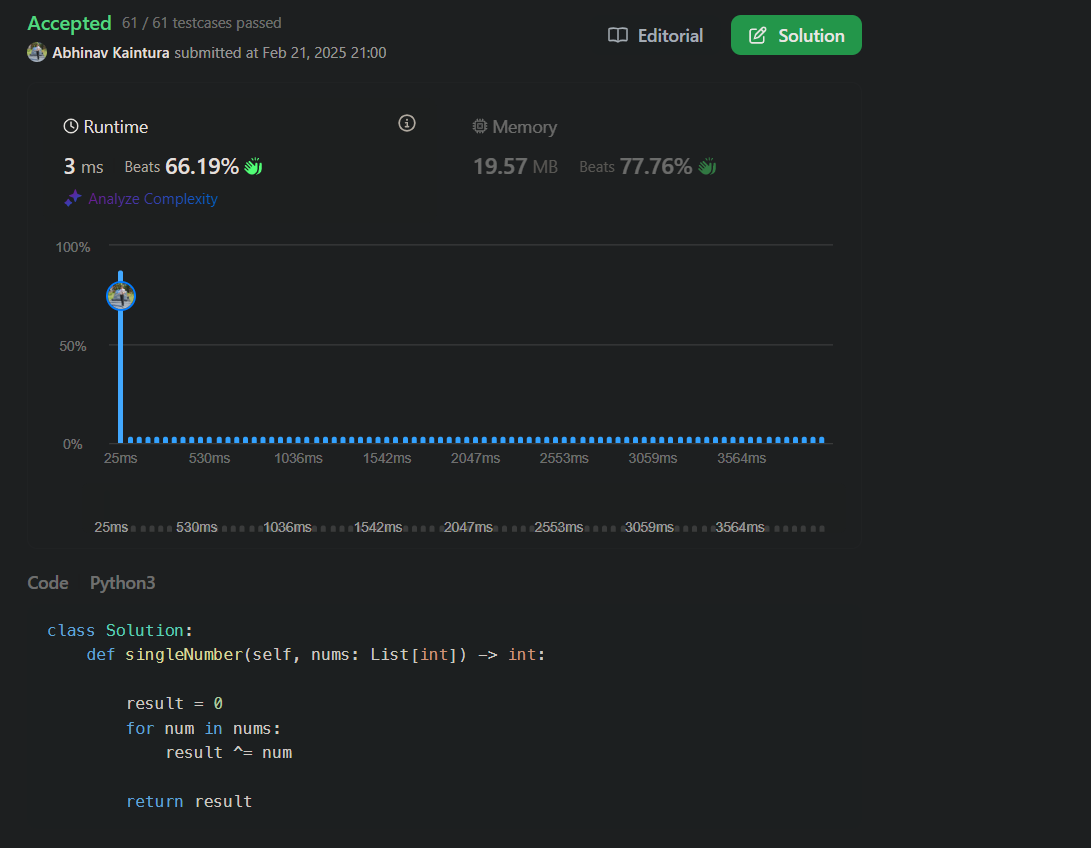 Accepted 61 / 61 testcases passed
Editorial
Solution
Abhinav Kaintura submitted at Feb 21, 2025 21:00
Runtime
3 ms Beats 66.19%
Analyze Complexity
Memory
19.57 MB Beats 77.76%
100%
50%
0%
25ms 530ms 1036ms 1542ms 2047ms 2553ms 3059ms 3564ms
25ms 530ms 1036ms 1542ms 2047ms 2553ms 3059ms 3564ms
Code Python3
class Solution:
    def singleNumber(self, nums: List[int]) -> int:
        result = 0
        for num in nums:
            result ^= num
        return result